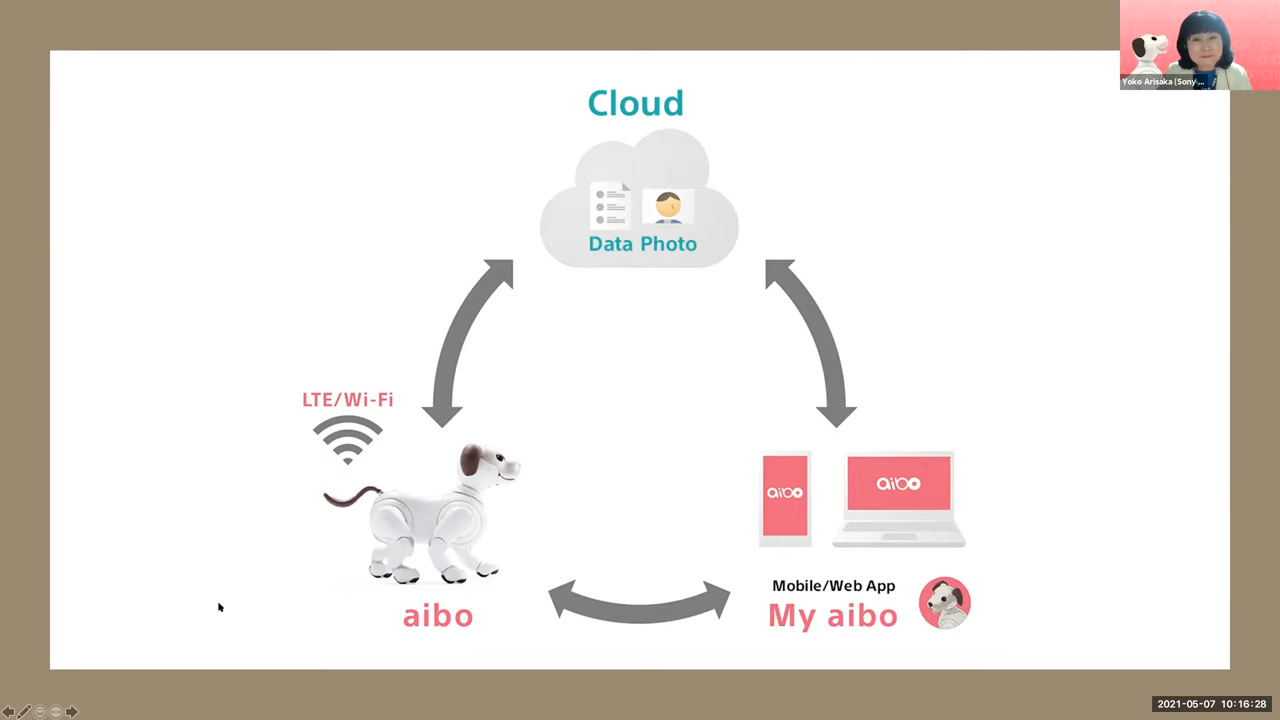 Yoko Arisaka (Sony ...
Cloud
Data Photo
LTE/Wi-Fi
aibo
aibo
aibo
Mobile/Web App
My aibo
2021-05-07 10:16:28